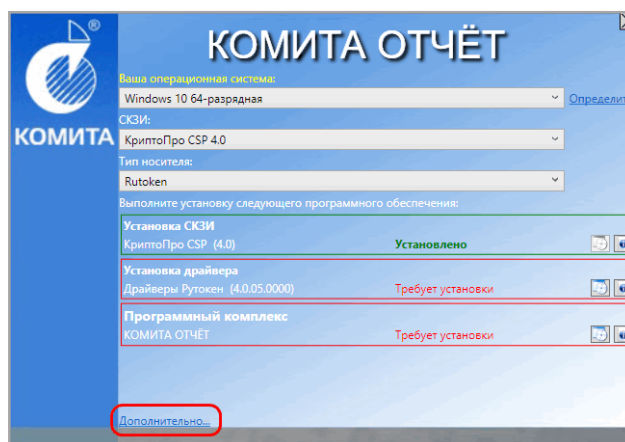 КОМИТА ОТЧЁТ
Ваша операционная система:
Windows 10 64-разрядная
СКЗИ:
КОМИТА
КриптоПро CSP 4.0
Тип носителя:
Rutoken
Выполните установку следующего программного обеспечения:
Установка СКЗИ
КриптоПро CSP (4.0) Установлено
Установка драйвера
Драйверы Рутокен (4.0.05.0000) Требует установки
Программный комплекс
КОМИТА ОТЧЁТ Требует установки
Дополнительно...